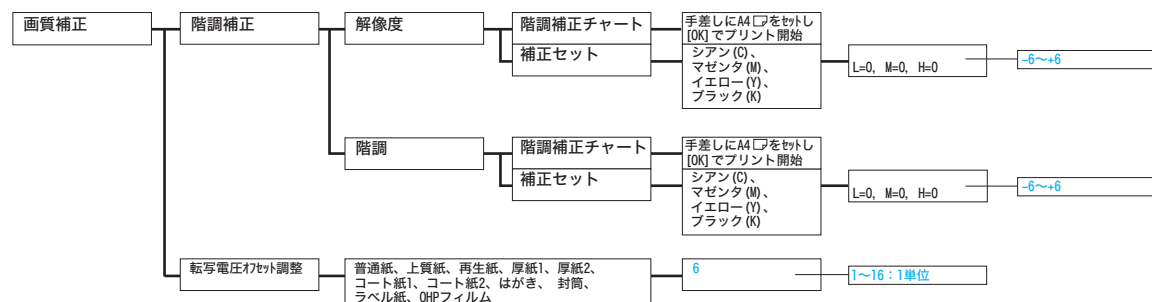 画質補正
階調補正
解像度
階調補正チャート
手差しにA4をセットし
[OK]でプリント開始
補正セット
シアン(C)、
マゼンタ(M)、
イエロー(Y)、
ブラック(K)
L=0, M=0, H=0
-6~+6
階調
階調補正チャート
手差しにA4をセットし
[OK]でプリント開始
補正セット
シアン(C)、
マゼンタ(M)、
イエロー(Y)、
ブラック(K)
L=0, M=0, H=0
-6~+6
転写電圧オフセット調整
普通紙、上質紙、再生紙、厚紙1、厚紙2、
コート紙1、コート紙2、はがき、 封筒、
ラベル紙、OHPフィルム
6
1~16:1単位